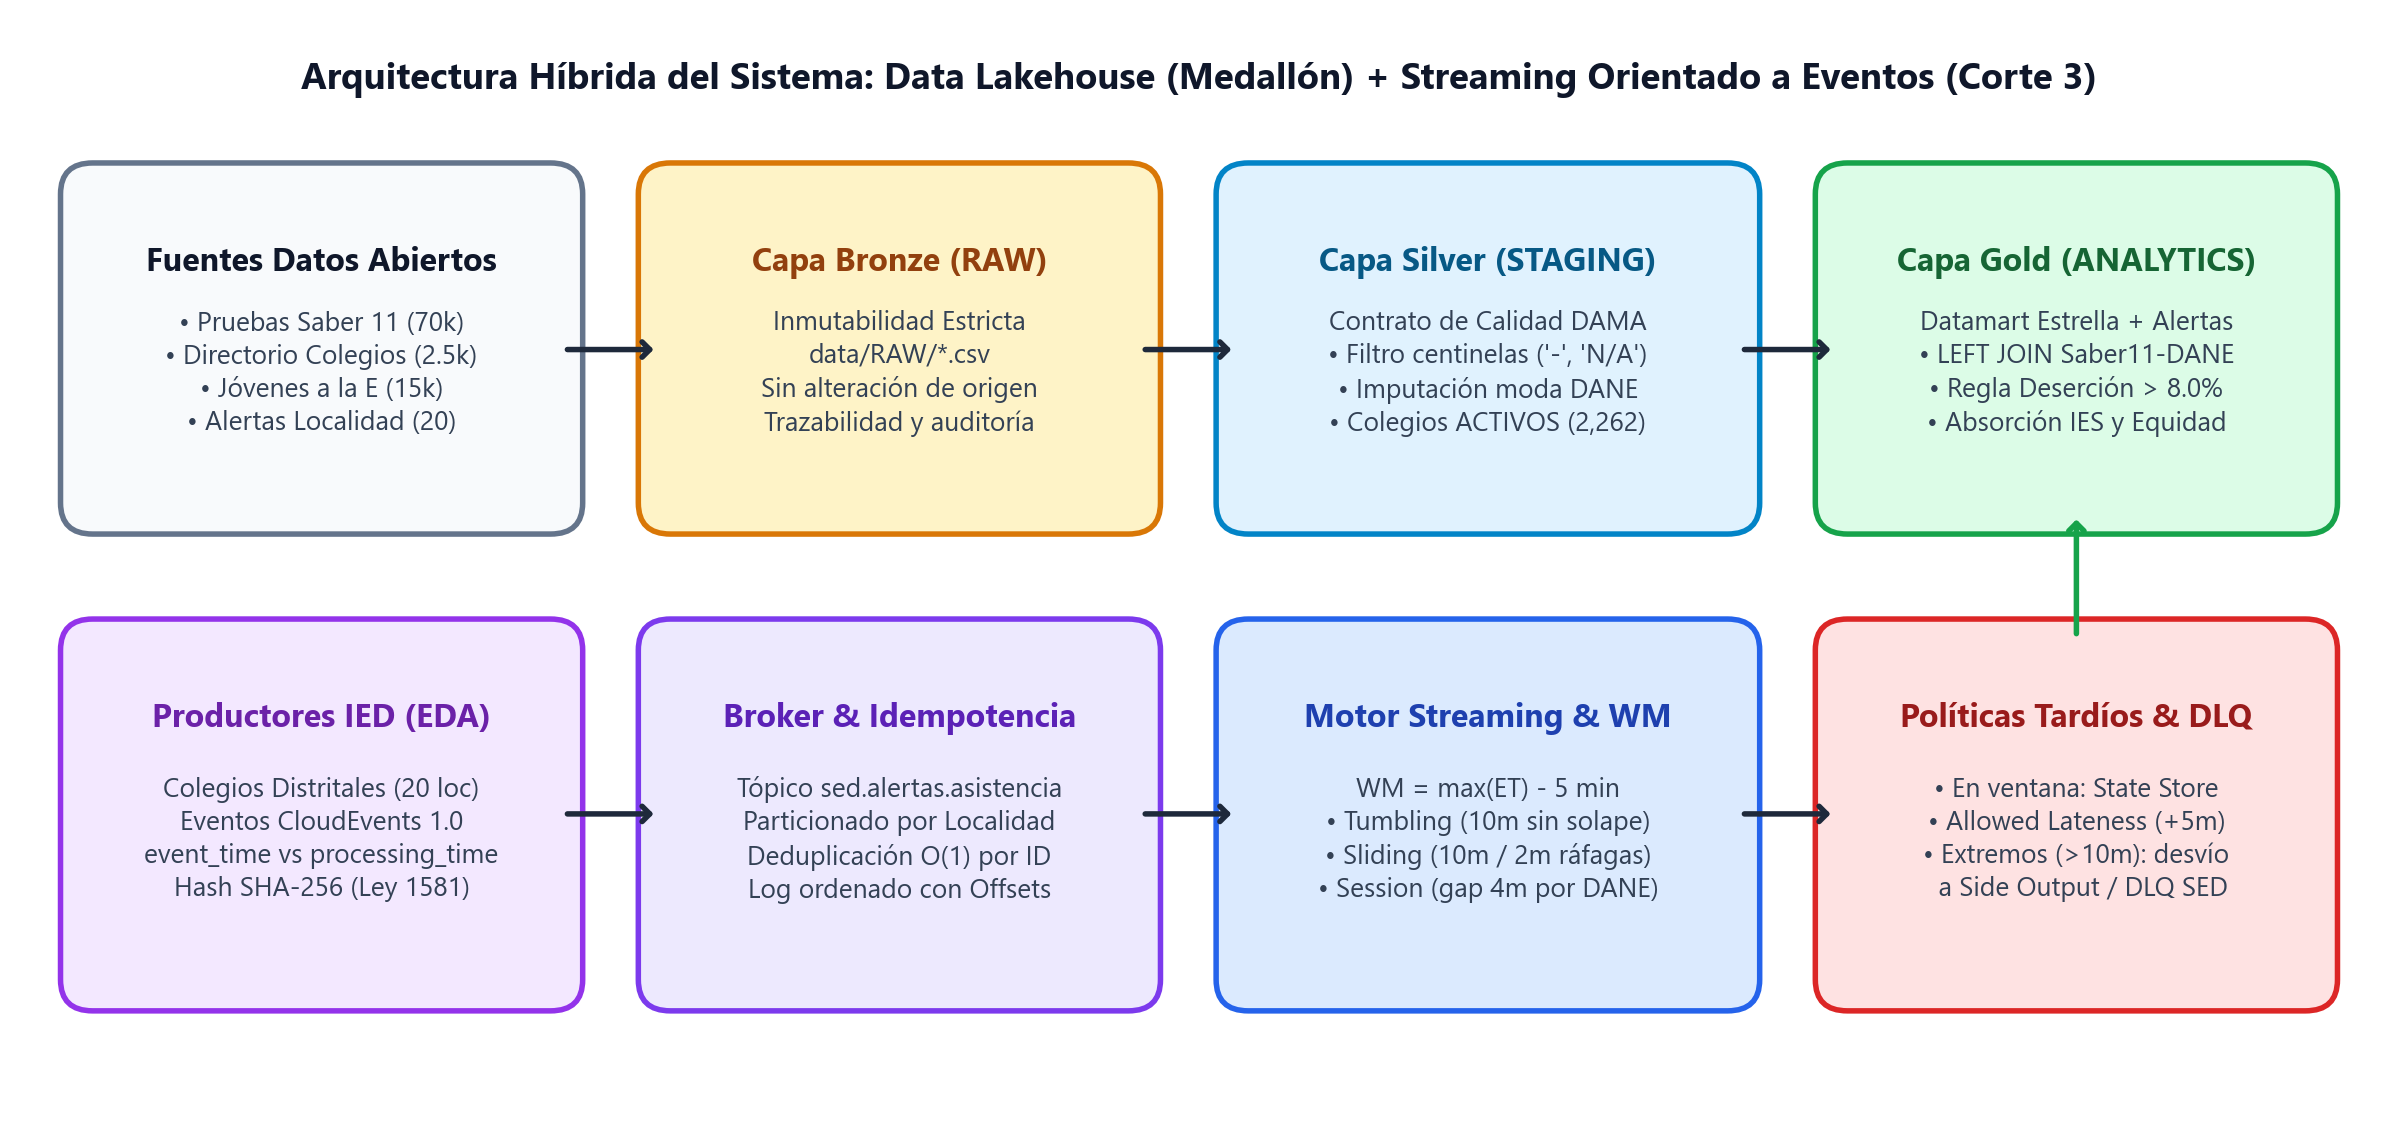 Arquitectura Híbrida del Sistema: Data Lakehouse (Medallón) + Streaming Orientado a Eventos (Corte 3)
Fuentes Datos Abiertos
• Pruebas Saber 11 (70k)
• Directorio Colegios (2.5k)
• Jóvenes a la E (15k)
• Alertas Localidad (20)
Capa Bronze (RAW)
Inmutabilidad Estricta
data/RAW/*.csv
Sin alteración de origen
Trazabilidad y auditoría
Capa Silver (STAGING)
Contrato de Calidad DAMA
• Filtro centinelas ('-', 'N/A')
• Imputación moda DANE
• Colegios ACTIVOS (2,262)
Capa Gold (ANALYTICS)
Datamart Estrella + Alertas
• LEFT JOIN Saber11-DANE
• Regla Deserción > 8.0%
• Absorción IES y Equidad
Productores IED (EDA)
Colegios Distritales (20 loc)
Eventos CloudEvents 1.0
event_time vs processing_time
Hash SHA-256 (Ley 1581)
Broker & Idempotencia
Tópico sed.alertas.asistencia
Particionado por Localidad
Deduplicación O(1) por ID
Log ordenado con Offsets
Motor Streaming & WM
WM = max(ET) - 5 min
• Tumbling (10m sin solape)
• Sliding (10m / 2m ráfagas)
• Session (gap 4m por DANE)
Políticas Tardíos & DLQ
• En ventana: State Store
• Allowed Lateness (+5m)
• Extremos (>10m): desvío
a Side Output / DLQ SED